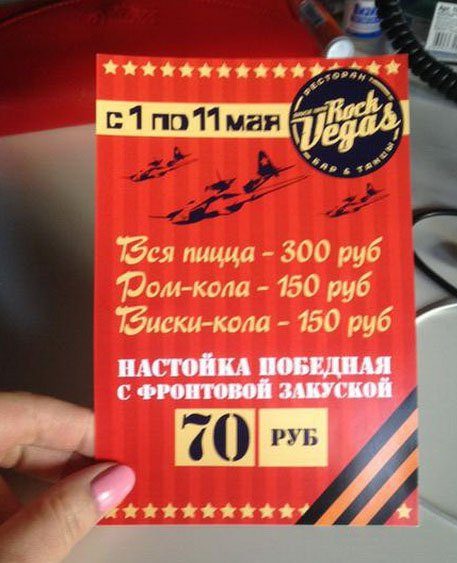 РЕСТОРАН
Rock
Vegas
БАР & ТАНЦЫ
с 1 по 11 мая
Вся пицца - 300 руб
Ром-кола - 150 руб
Виски-кола - 150 руб
НАСТОЙКА ПОБЕДНАЯ
С ФРОНТОВОЙ ЗАКУСКОЙ
70 РУБ